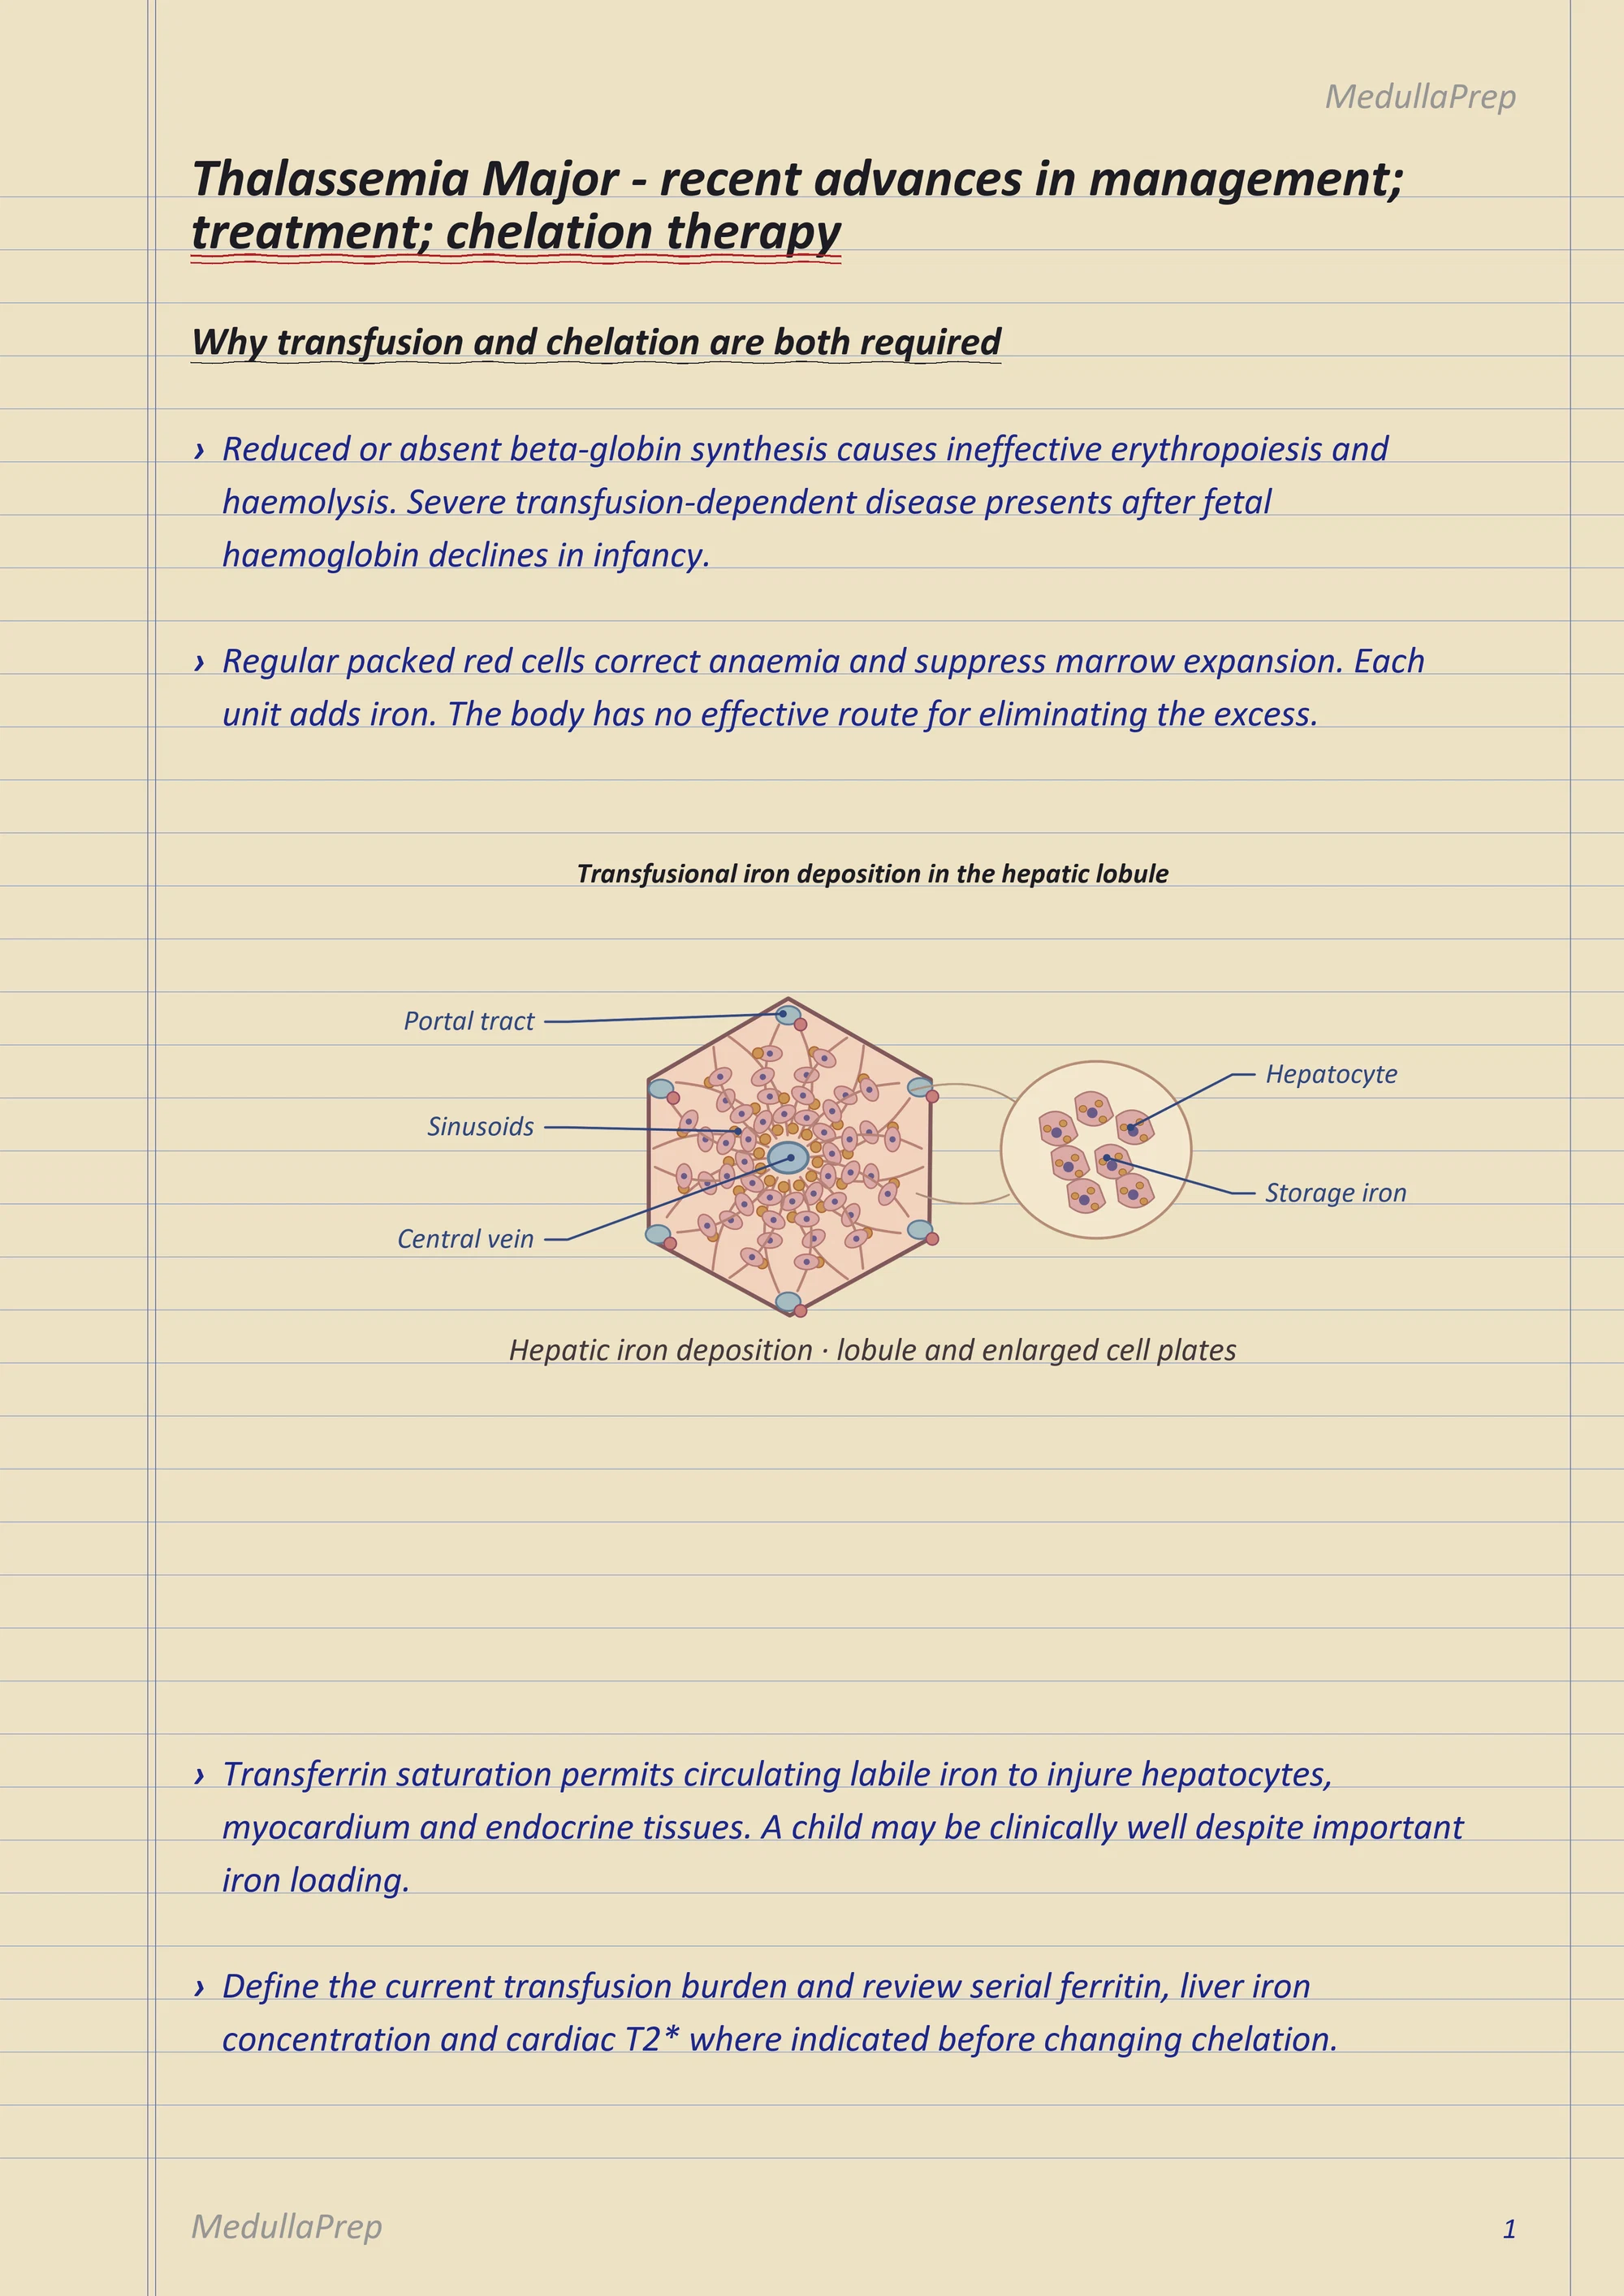 MedullaPrep
Thalassemia Major - recent advances in management;
treatment; chelation therapy
Why transfusion and chelation are both required
› Reduced or absent beta-globin synthesis causes ineffective erythropoiesis and
haemolysis. Severe transfusion-dependent disease presents after fetal
haemoglobin declines in infancy.
› Regular packed red cells correct anaemia and suppress marrow expansion. Each
unit adds iron. The body has no effective route for eliminating the excess.
Transfusional iron deposition in the hepatic lobule
Portal tract
Hepatocyte
Sinusoids
Storage iron
Central vein
Hepatic iron deposition · lobule and enlarged cell plates
› Transferrin saturation permits circulating labile iron to injure hepatocytes,
myocardium and endocrine tissues. A child may be clinically well despite important
iron loading.
› Define the current transfusion burden and review serial ferritin, liver iron
concentration and cardiac T2* where indicated before changing chelation.
MedullaPrep
1